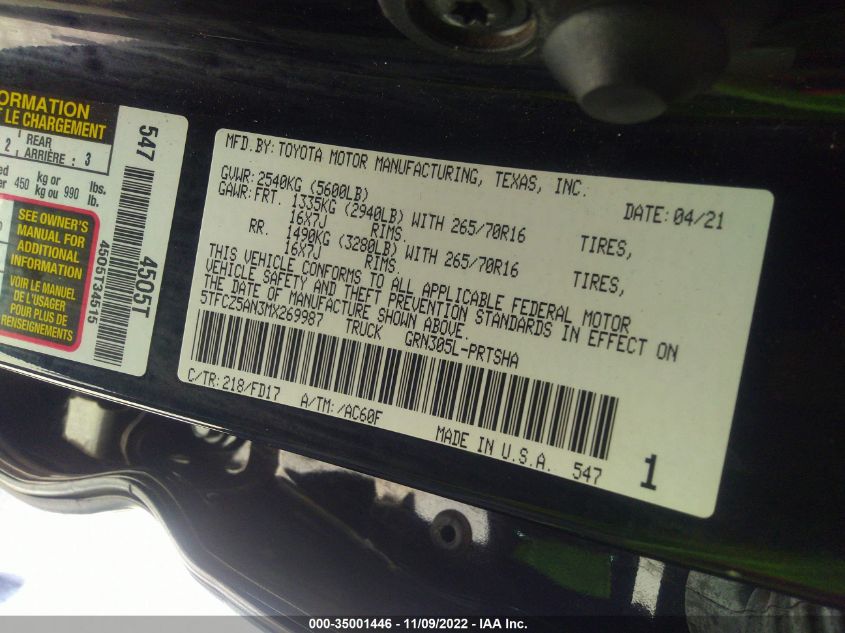 ORMATION
T LE CHARGEMENT
2 REAR ARRIÈRE : 3
450 kg or kg ou 990 lbs. lb.
SEE OWNER'S
MANUAL FOR
ADDITIONAL
INFORMATION
VOIR LE MANUEL
DE L'USAGER
POUR PLUS DE
RENSEIGNEMENTS
547
4505T
4505T34515
MFD.BY:TOYOTA MOTOR MANUFACTURING, TEXAS, INC.
GVWR:2540KG (5600LB) DATE:04/21
GAWR:FRT. 1335KG (2940LB) WITH 265/70R16 TIRES,
16X7J RIMS.
RR. 1490KG (3280LB) WITH 265/70R16 TIRES,
16X7J RIMS.
THIS VEHICLE CONFORMS TO ALL APPLICABLE FEDERAL MOTOR
VEHICLE SAFETY AND THEFT PREVENTION STANDARDS IN EFFECT ON
THE DATE OF MANUFACTURE SHOWN ABOVE.
5TFCZ5AN3MX269987 TRUCK GRN305L-PRTSHA
C/TR:218/FD17 A/TM:/AC60F
MADE IN U.S.A. 547 1
000-35001446 - 11/09/2022 - IAA Inc.